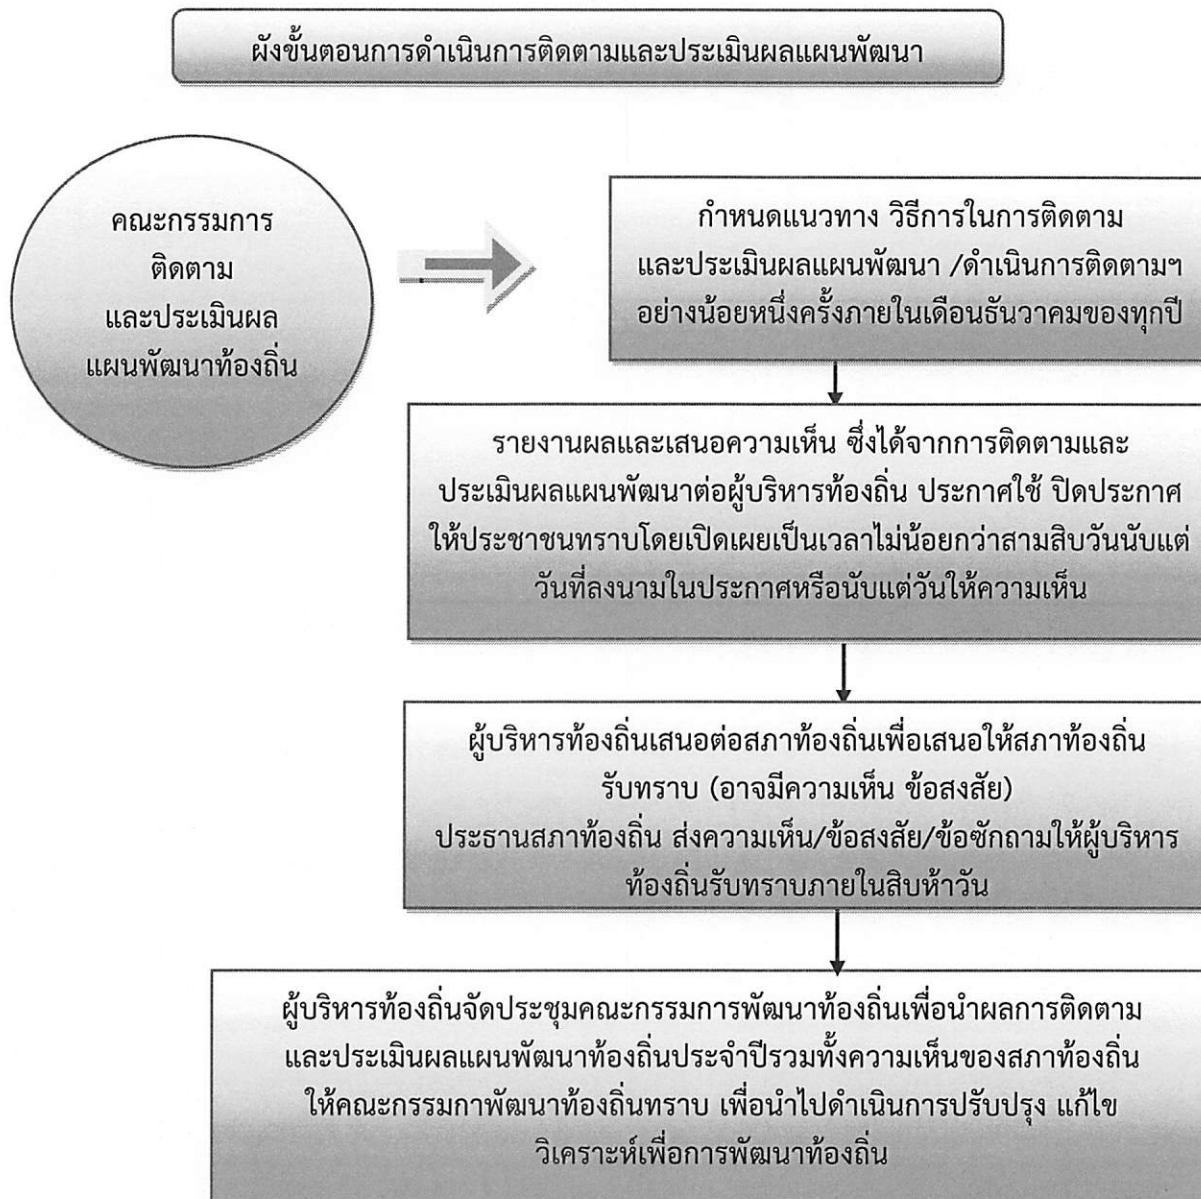 ผังขั้นตอนการดำเนินการติดตามและประเมินผลแผนพัฒนา
คณะกรรมการ
ติดตาม
และประเมินผล
แผนพัฒนาท้องถิ่น
กำหนดแนวทาง วิธีการในการติดตาม
และประเมินผลแผนพัฒนา /ดำเนินการติดตามฯ
อย่างน้อยหนึ่งครั้งภายในเดือนธันวาคมของทุกปี
รายงานผลและเสนอความเห็น ซึ่งได้จากการติดตามและ
ประเมินผลแผนพัฒนาต่อผู้บริหารท้องถิ่น ประกาศใช้ ปิดประกาศ
ให้ประชาชนทราบโดยเปิดเผยเป็นเวลาไม่น้อยกว่าสามสิบวันนับแต่
วันที่ลงนามในประกาศหรือนับแต่วันให้ความเห็น
ผู้บริหารท้องถิ่นเสนอต่อสภาท้องถิ่นเพื่อเสนอให้สภาท้องถิ่น
รับทราบ (อาจมีความเห็น ข้อสงสัย)
ประธานสภาท้องถิ่น ส่งความเห็น/ข้อสงสัย/ข้อซักถามให้ผู้บริหาร
ท้องถิ่นรับทราบภายในสิบห้าวัน
ผู้บริหารท้องถิ่นจัดประชุมคณะกรรมการพัฒนาท้องถิ่นเพื่อนำผลการติดตาม
และประเมินผลแผนพัฒนาท้องถิ่นประจำปีรวมทั้งความเห็นของสภาท้องถิ่น
ให้คณะกรรมกาพัฒนาท้องถิ่นทราบ เพื่อนำไปดำเนินการปรับปรุง แก้ไข
วิเคราะห์เพื่อการพัฒนาท้องถิ่น